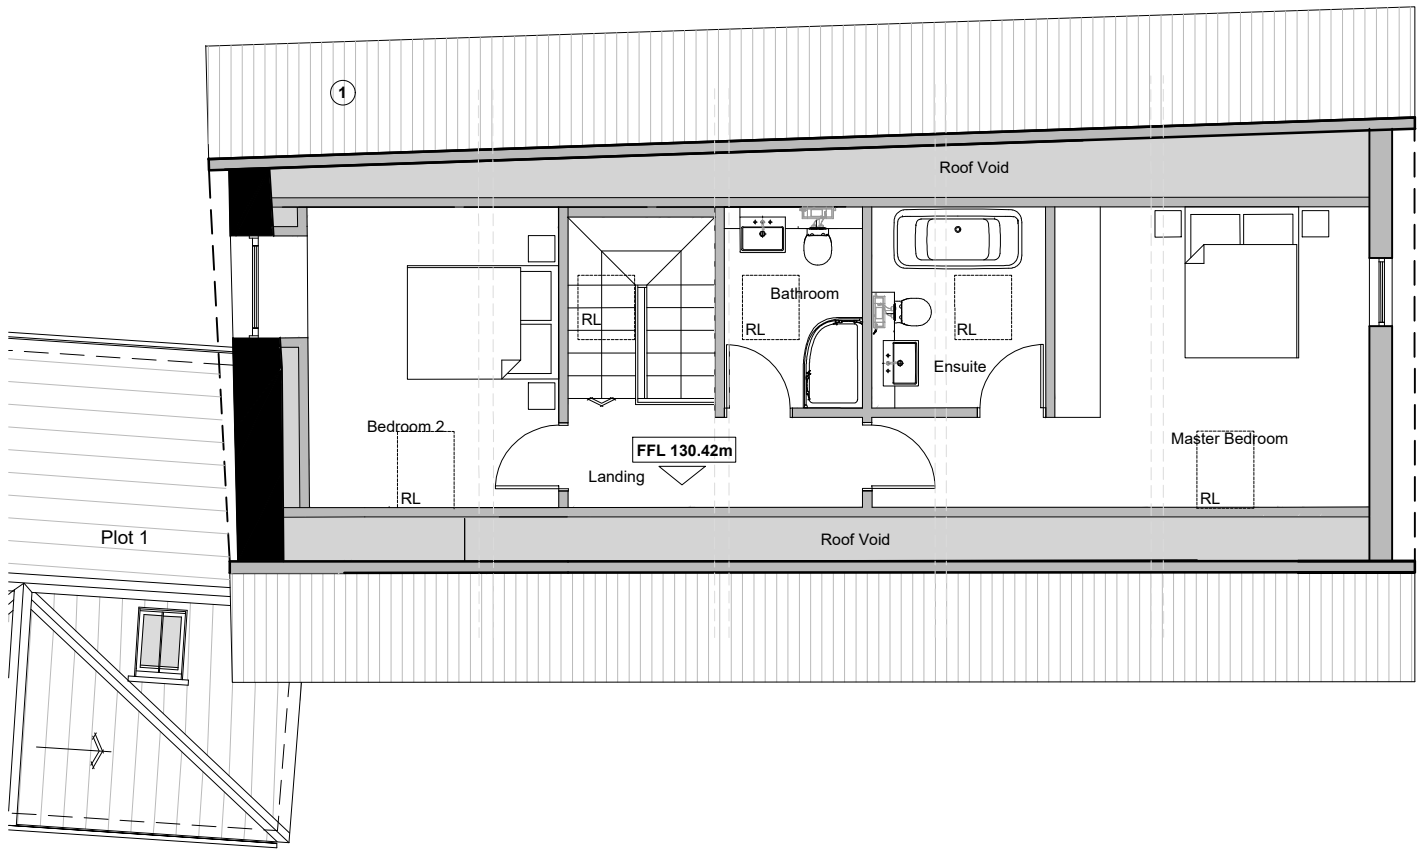 1
Roof Void
Bathroom
RL
RL
RL
Ensuite
Bedroom 2
Master Bedroom
FFL 130.42m
Landing
RL
RL
Plot 1
Roof Void